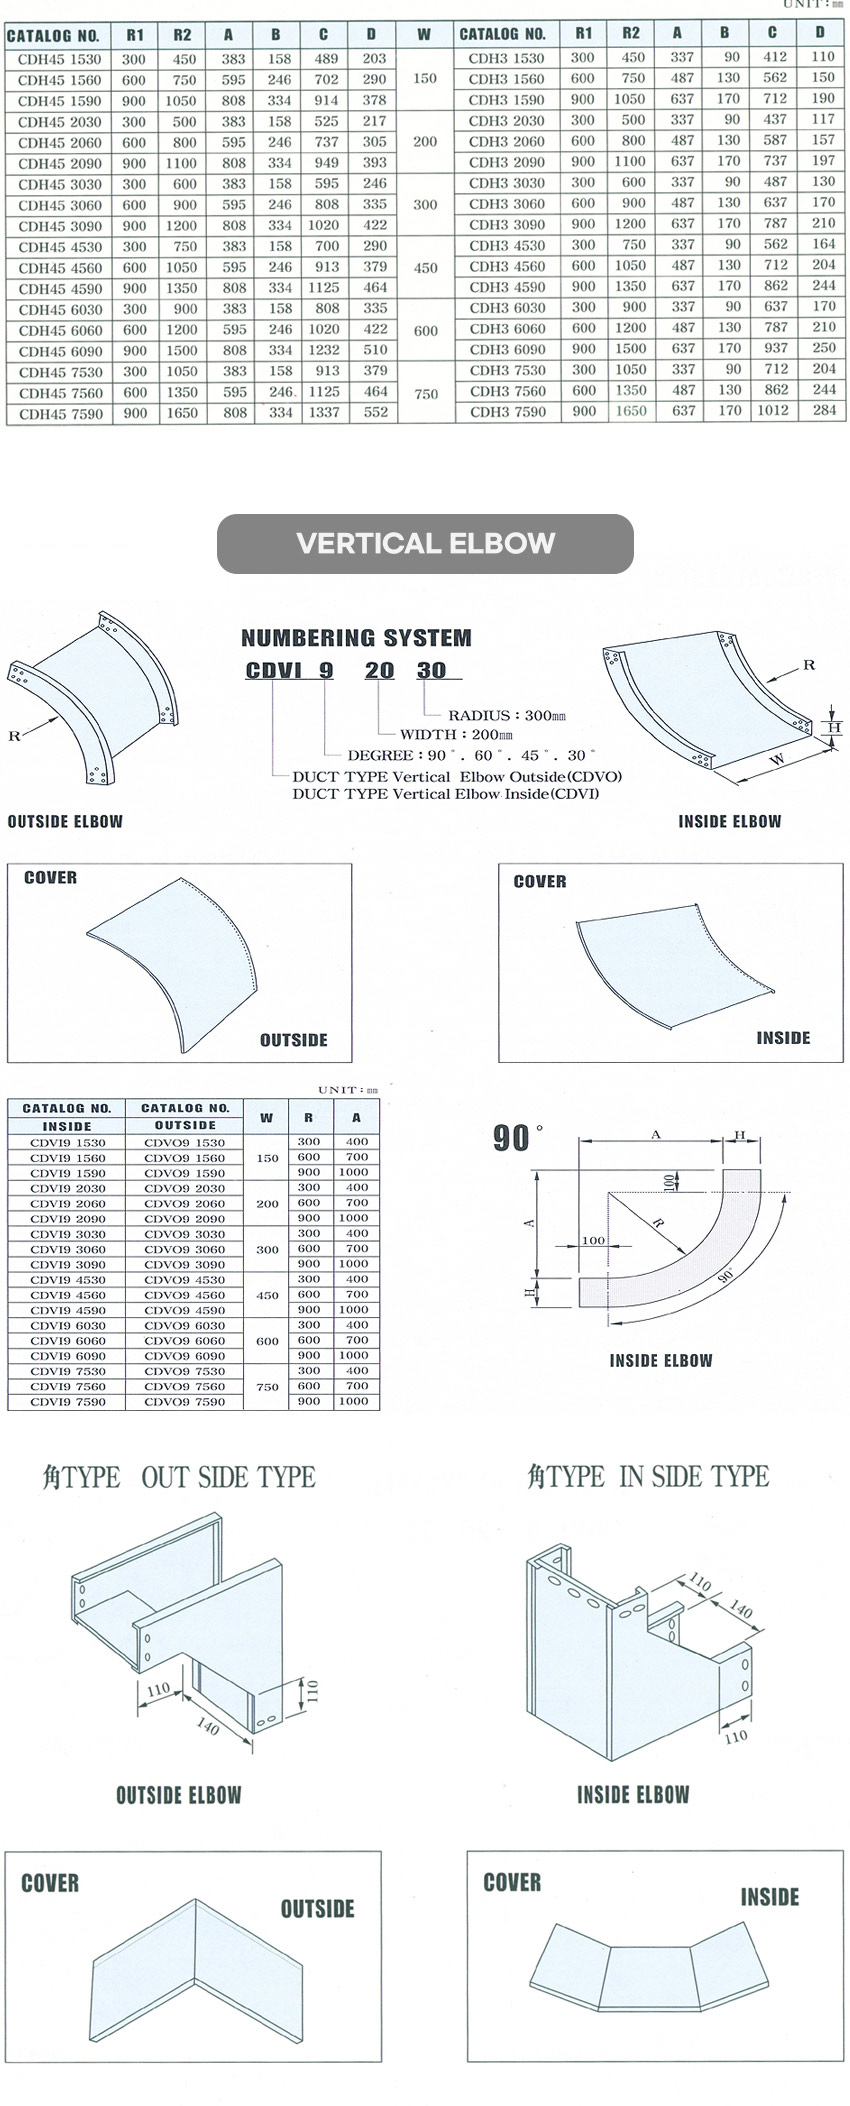 UNIT : ㎜
CATALOG NO. R1 R2 A B C D W CATALOG NO. R1 R2 A B C D
CDH45 1530 300 450 383 158 489 203 150 CDH3 1530 300 450 337 90 412 110
CDH45 1560 600 750 595 246 702 290 CDH3 1560 600 750 487 130 562 150
CDH45 1590 900 1050 808 334 914 378 CDH3 1590 900 1050 637 170 712 190
CDH45 2030 300 500 383 158 525 217 200 CDH3 2030 300 500 337 90 437 117
CDH45 2060 600 800 595 246 737 305 CDH3 2060 600 800 487 130 587 157
CDH45 2090 900 1100 808 334 949 393 CDH3 2090 900 1100 637 170 737 197
CDH45 3030 300 600 383 158 595 246 300 CDH3 3030 300 600 337 90 487 130
CDH45 3060 600 900 595 246 808 335 CDH3 3060 600 900 487 130 637 170
CDH45 3090 900 1200 808 334 1020 422 CDH3 3090 900 1200 637 170 787 210
CDH45 4530 300 750 383 158 700 290 450 CDH3 4530 300 750 337 90 562 164
CDH45 4560 600 1050 595 246 913 379 CDH3 4560 600 1050 487 130 712 204
CDH45 4590 900 1350 808 334 1125 464 CDH3 4590 900 1350 637 170 862 244
CDH45 6030 300 900 383 158 808 335 600 CDH3 6030 300 900 337 90 637 170
CDH45 6060 600 1200 595 246 1020 422 CDH3 6060 600 1200 487 130 787 210
CDH45 6090 900 1500 808 334 1232 510 CDH3 6090 900 1500 637 170 937 250
CDH45 7530 300 1050 383 158 913 379 750 CDH3 7530 300 1050 337 90 712 204
CDH45 7560 600 1350 595 246. 1125 464 CDH3 7560 600 1350 487 130 862 244
CDH45 7590 900 1650 808 334 1337 552 CDH3 7590 900 1650 637 170 1012 284
VERTICAL ELBOW
NUMBERING SYSTEM
CDVI 9 20 30
RADIUS : 300㎜
WIDTH : 200㎜
DEGREE : 90°. 60°. 45°. 30°
DUCT TYPE Vertical Elbow Outside(CDVO)
DUCT TYPE Vertical Elbow Inside(CDVI)
R
R
H
W
OUTSIDE ELBOW
INSIDE ELBOW
COVER
OUTSIDE
COVER
INSIDE
UNIT : ㎜
CATALOG NO. CATALOG NO. W R A
INSIDE OUTSIDE
CDVI9 1530 CDVO9 1530 150 300 400
CDVI9 1560 CDVO9 1560 600 700
CDVI9 1590 CDVO9 1590 900 1000
CDVI9 2030 CDVO9 2030 200 300 400
CDVI9 2060 CDVO9 2060 600 700
CDVI9 2090 CDVO9 2090 900 1000
CDVI9 3030 CDVO9 3030 300 300 400
CDVI9 3060 CDVO9 3060 600 700
CDVI9 3090 CDVO9 3090 900 1000
CDVI9 4530 CDVO9 4530 450 300 400
CDVI9 4560 CDVO9 4560 600 700
CDVI9 4590 CDVO9 4590 900 1000
CDVI9 6030 CDVO9 6030 600 300 400
CDVI9 6060 CDVO9 6060 600 700
CDVI9 6090 CDVO9 6090 900 1000
CDVI9 7530 CDVO9 7530 750 300 400
CDVI9 7560 CDVO9 7560 600 700
CDVI9 7590 CDVO9 7590 900 1000
90°
A H
100
A
R
100
90°
H
INSIDE ELBOW
角TYPE OUT SIDE TYPE
角TYPE IN SIDE TYPE
110
140
110
OUTSIDE ELBOW
110
140
110
INSIDE ELBOW
COVER
OUTSIDE
COVER
INSIDE